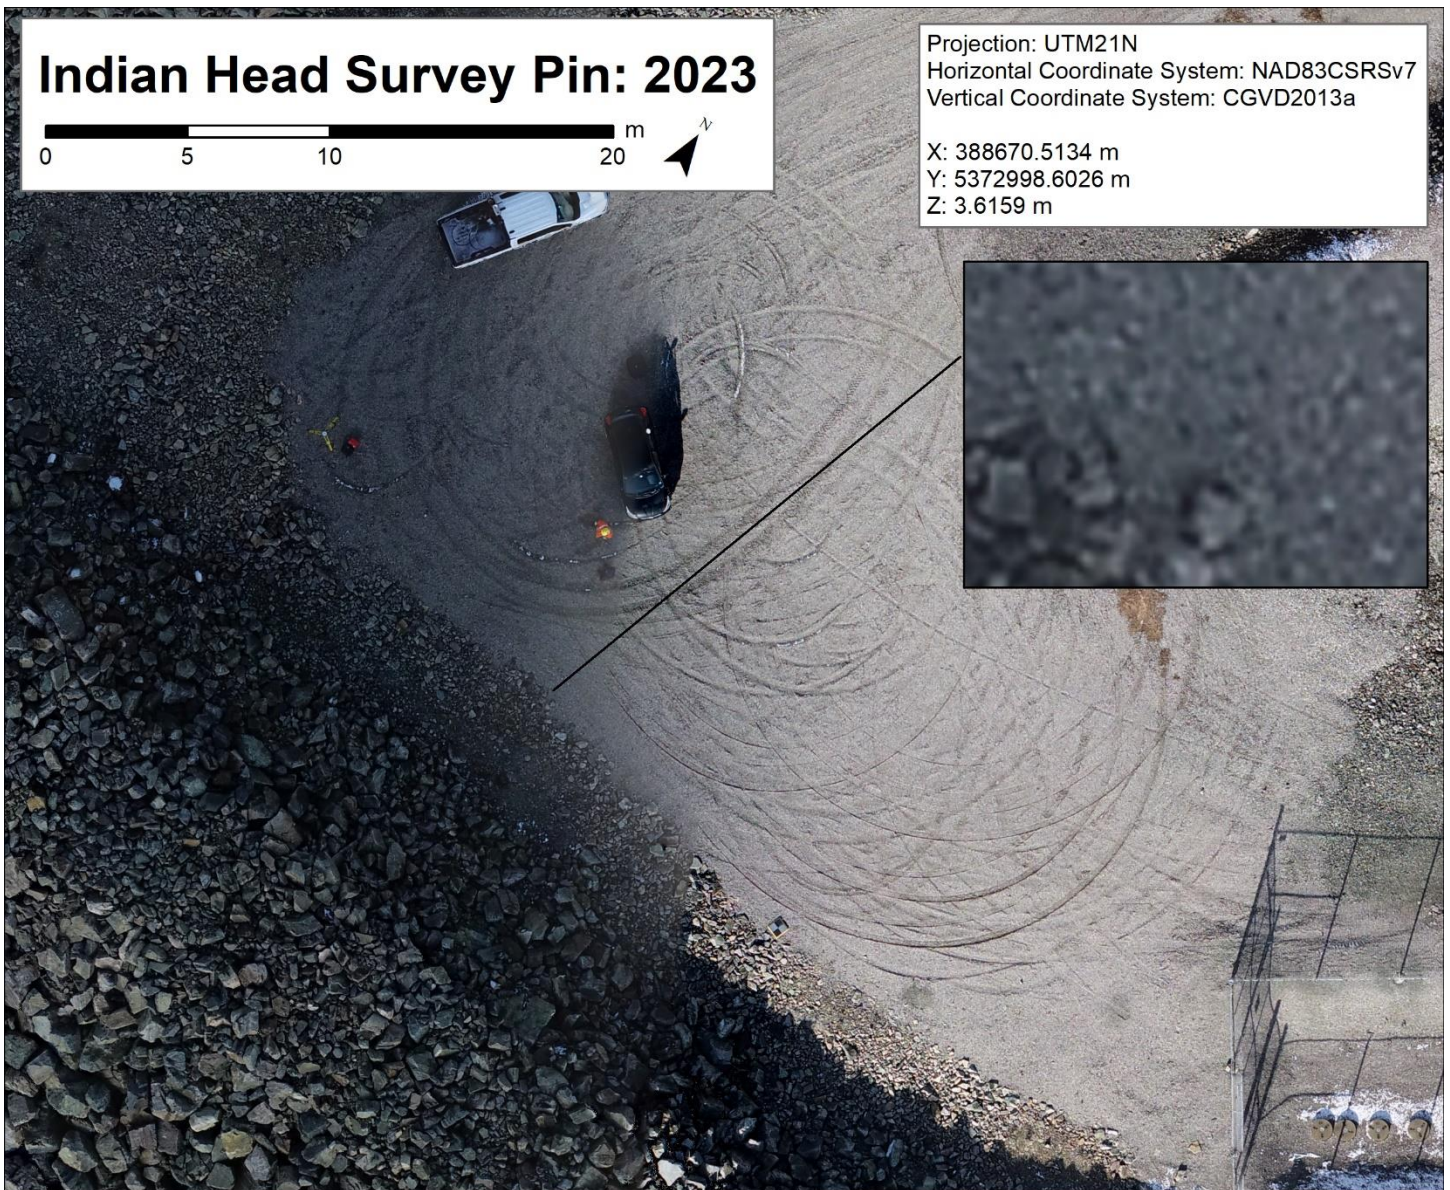 Indian Head Survey Pin: 2023
m
0 5 10 20
N
Projection: UTM21N
Horizontal Coordinate System: NAD83CSRSv7
Vertical Coordinate System: CGVD2013a
X: 388670.5134 m
Y: 5372998.6026 m
Z: 3.6159 m